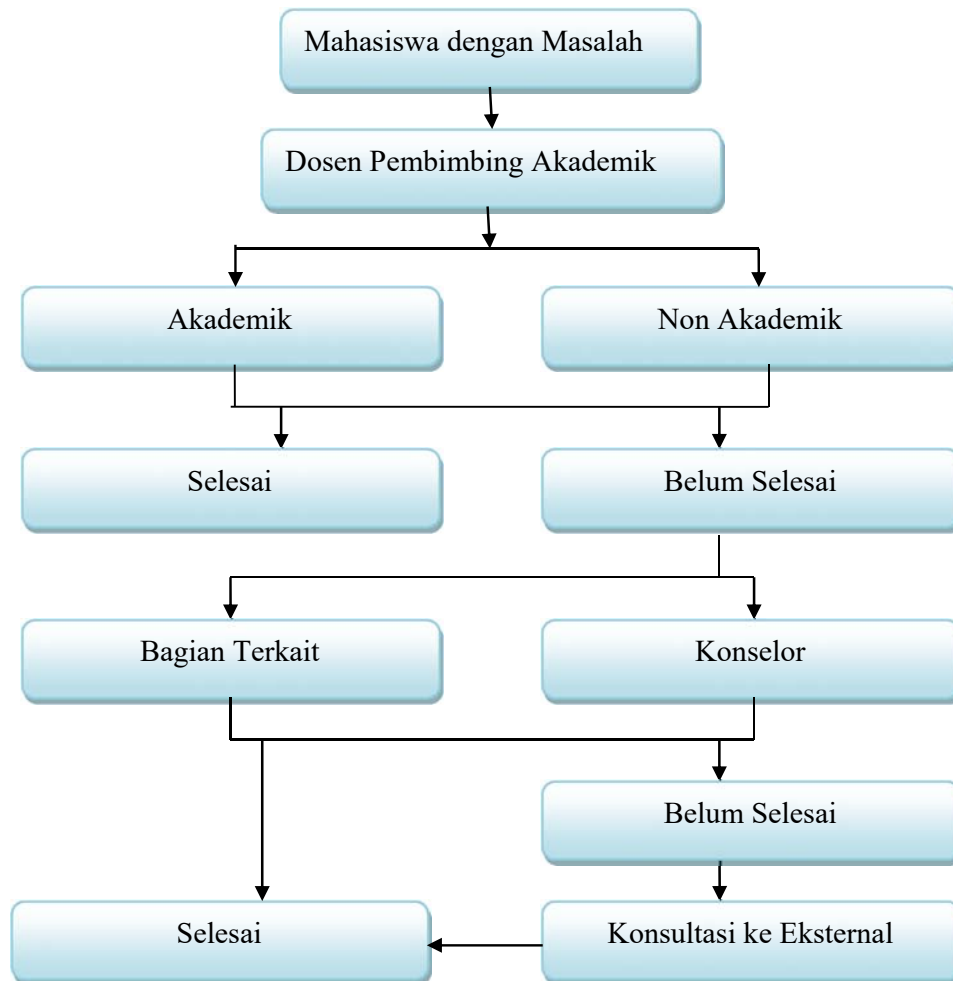 Mahasiswa dengan Masalah
Dosen Pembimbing Akademik
Akademik
Non Akademik
Selesai
Belum Selesai
Bagian Terkait
Konselor
Belum Selesai
Selesai
Konsultasi ke Eksternal